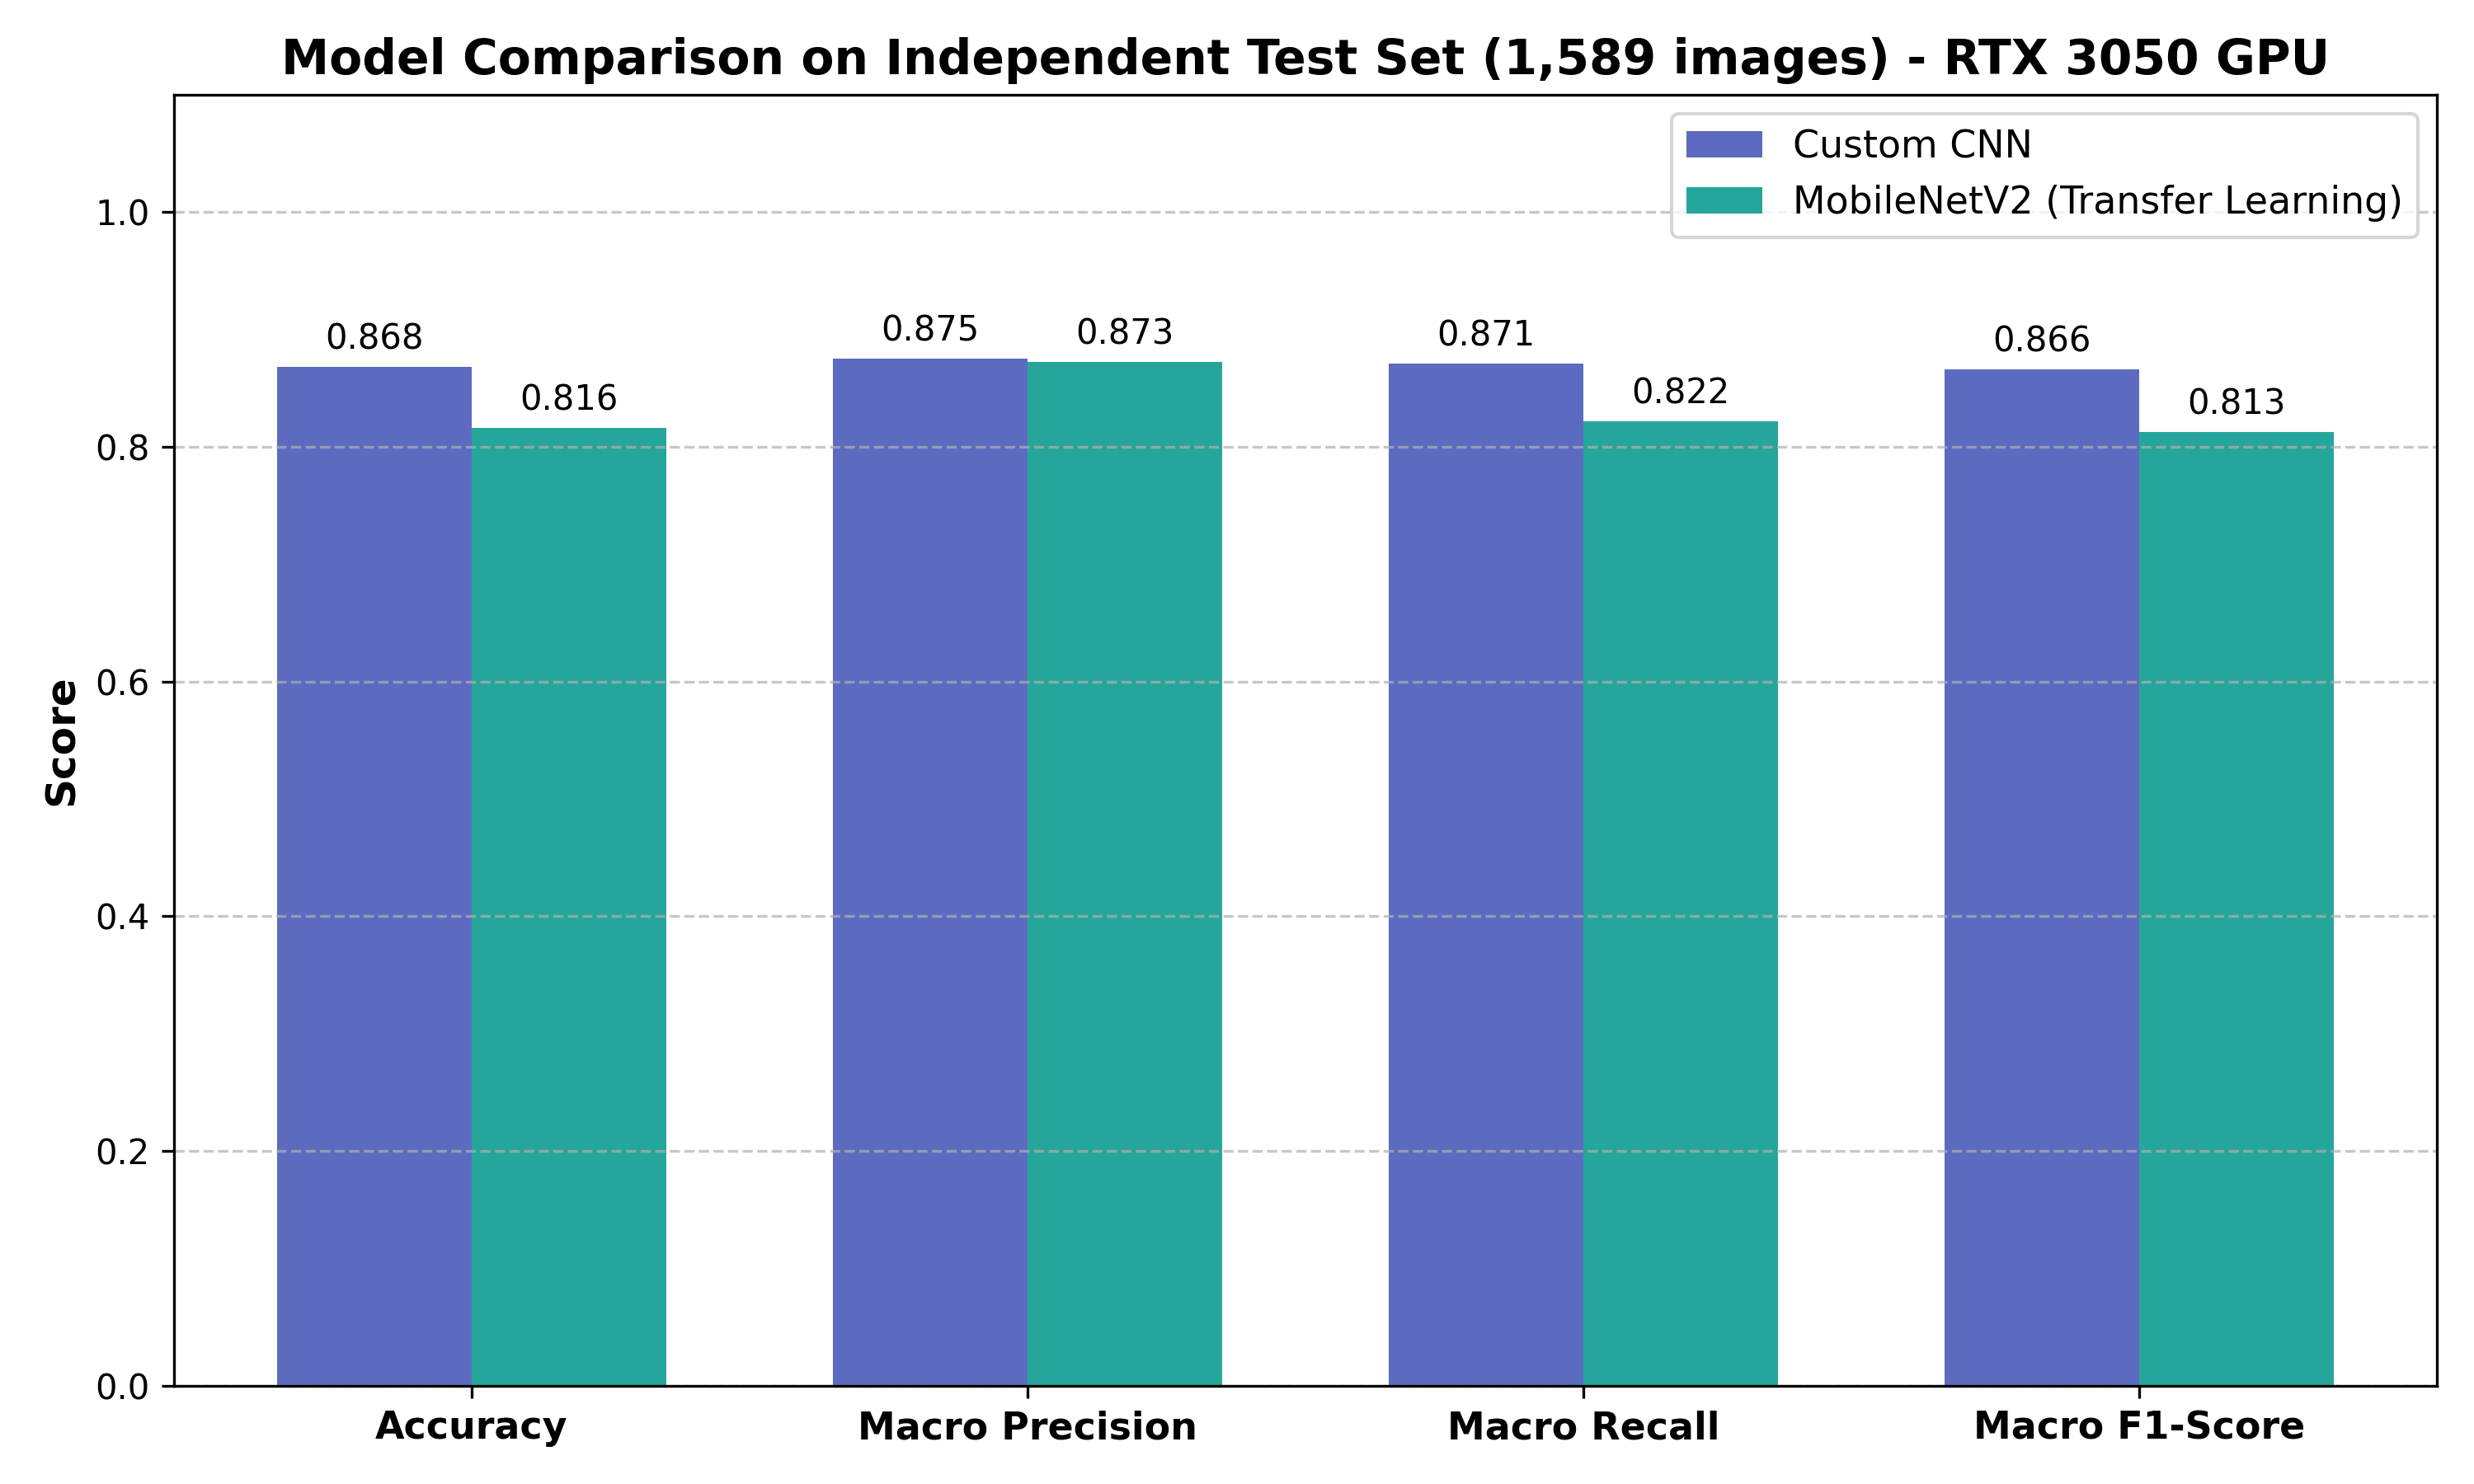 Model Comparison on Independent Test Set (1,589 images) - RTX 3050 GPU
Custom CNN
MobileNetV2 (Transfer Learning)
Score
1.0
0.8
0.6
0.4
0.2
0.0
0.868
0.816
0.875
0.873
0.871
0.822
0.866
0.813
Accuracy
Macro Precision
Macro Recall
Macro F1-Score